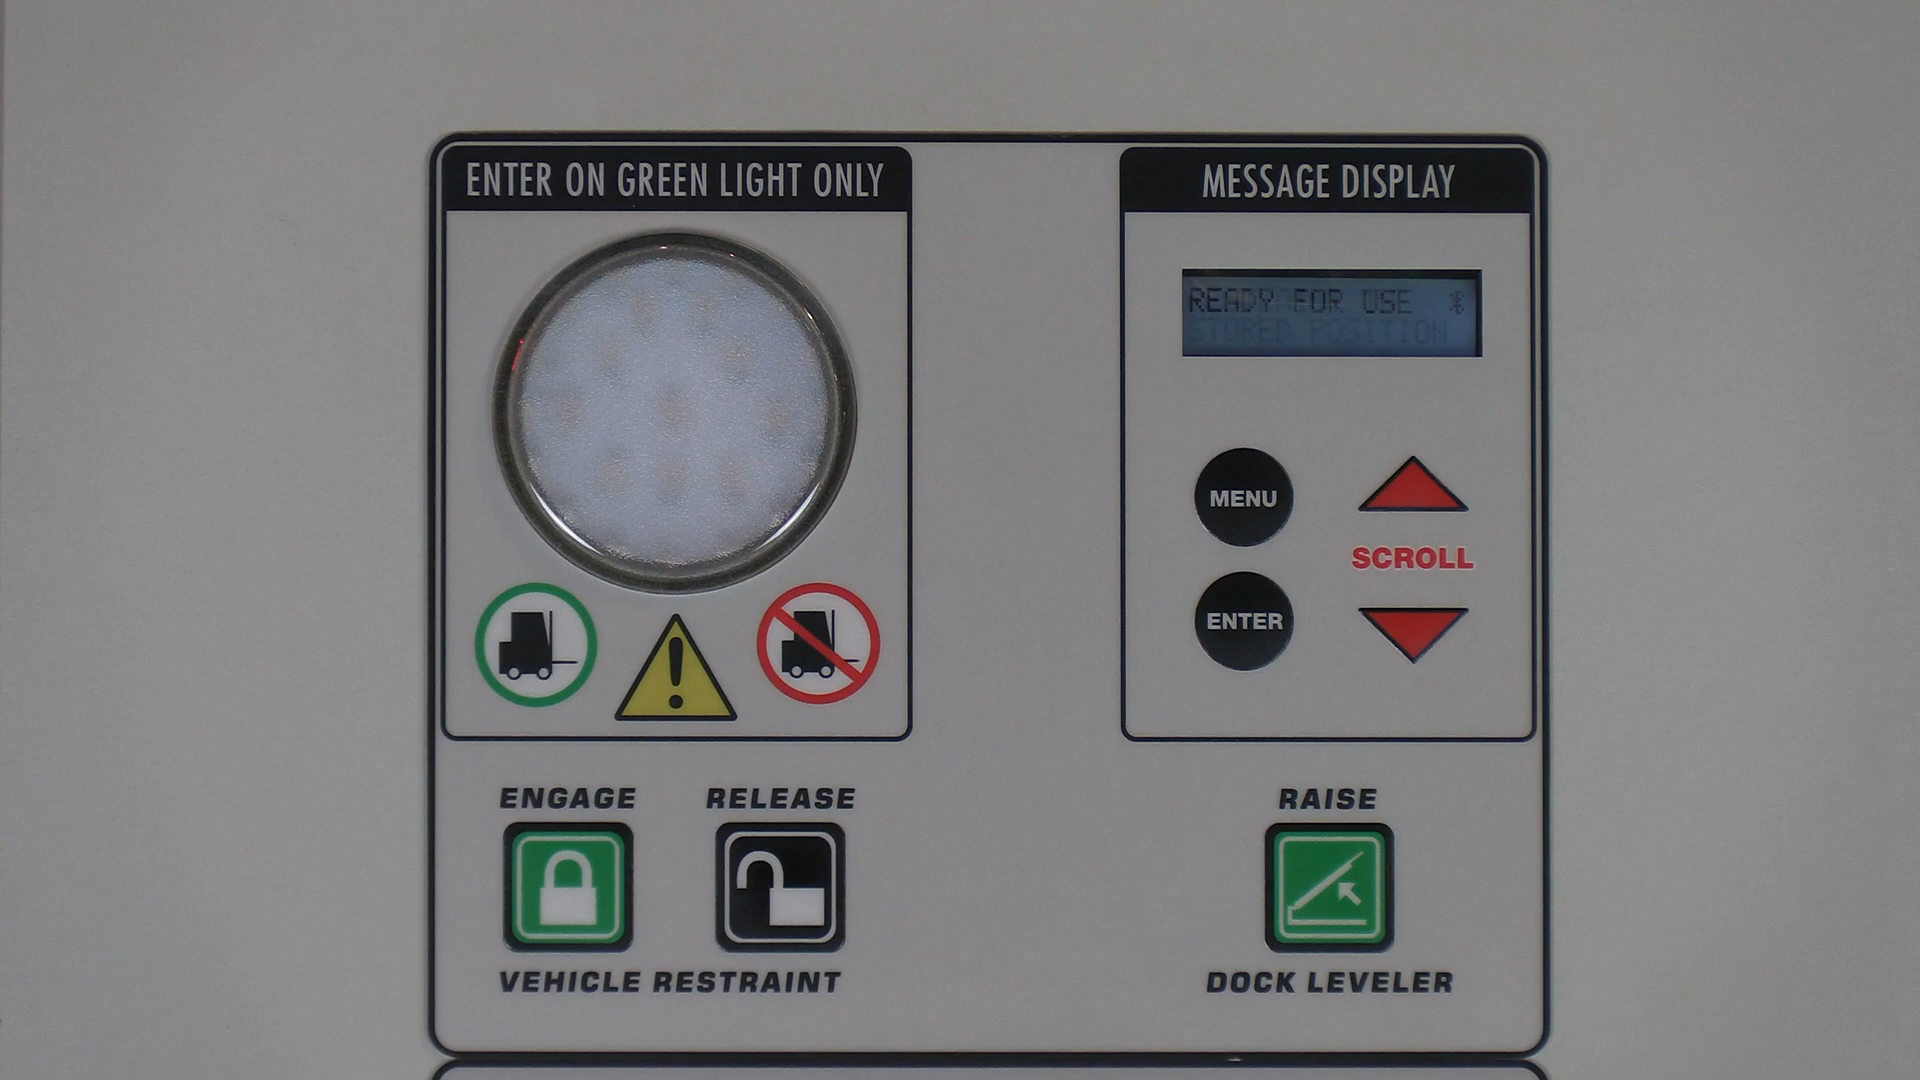 ENTER ON GREEN LIGHT ONLY
MESSAGE DISPLAY
READY FOR USE
STORED POSITION
MENU
SCROLL
ENTER
ENGAGE
RELEASE
RAISE
VEHICLE RESTRAINT
DOCK LEVELER